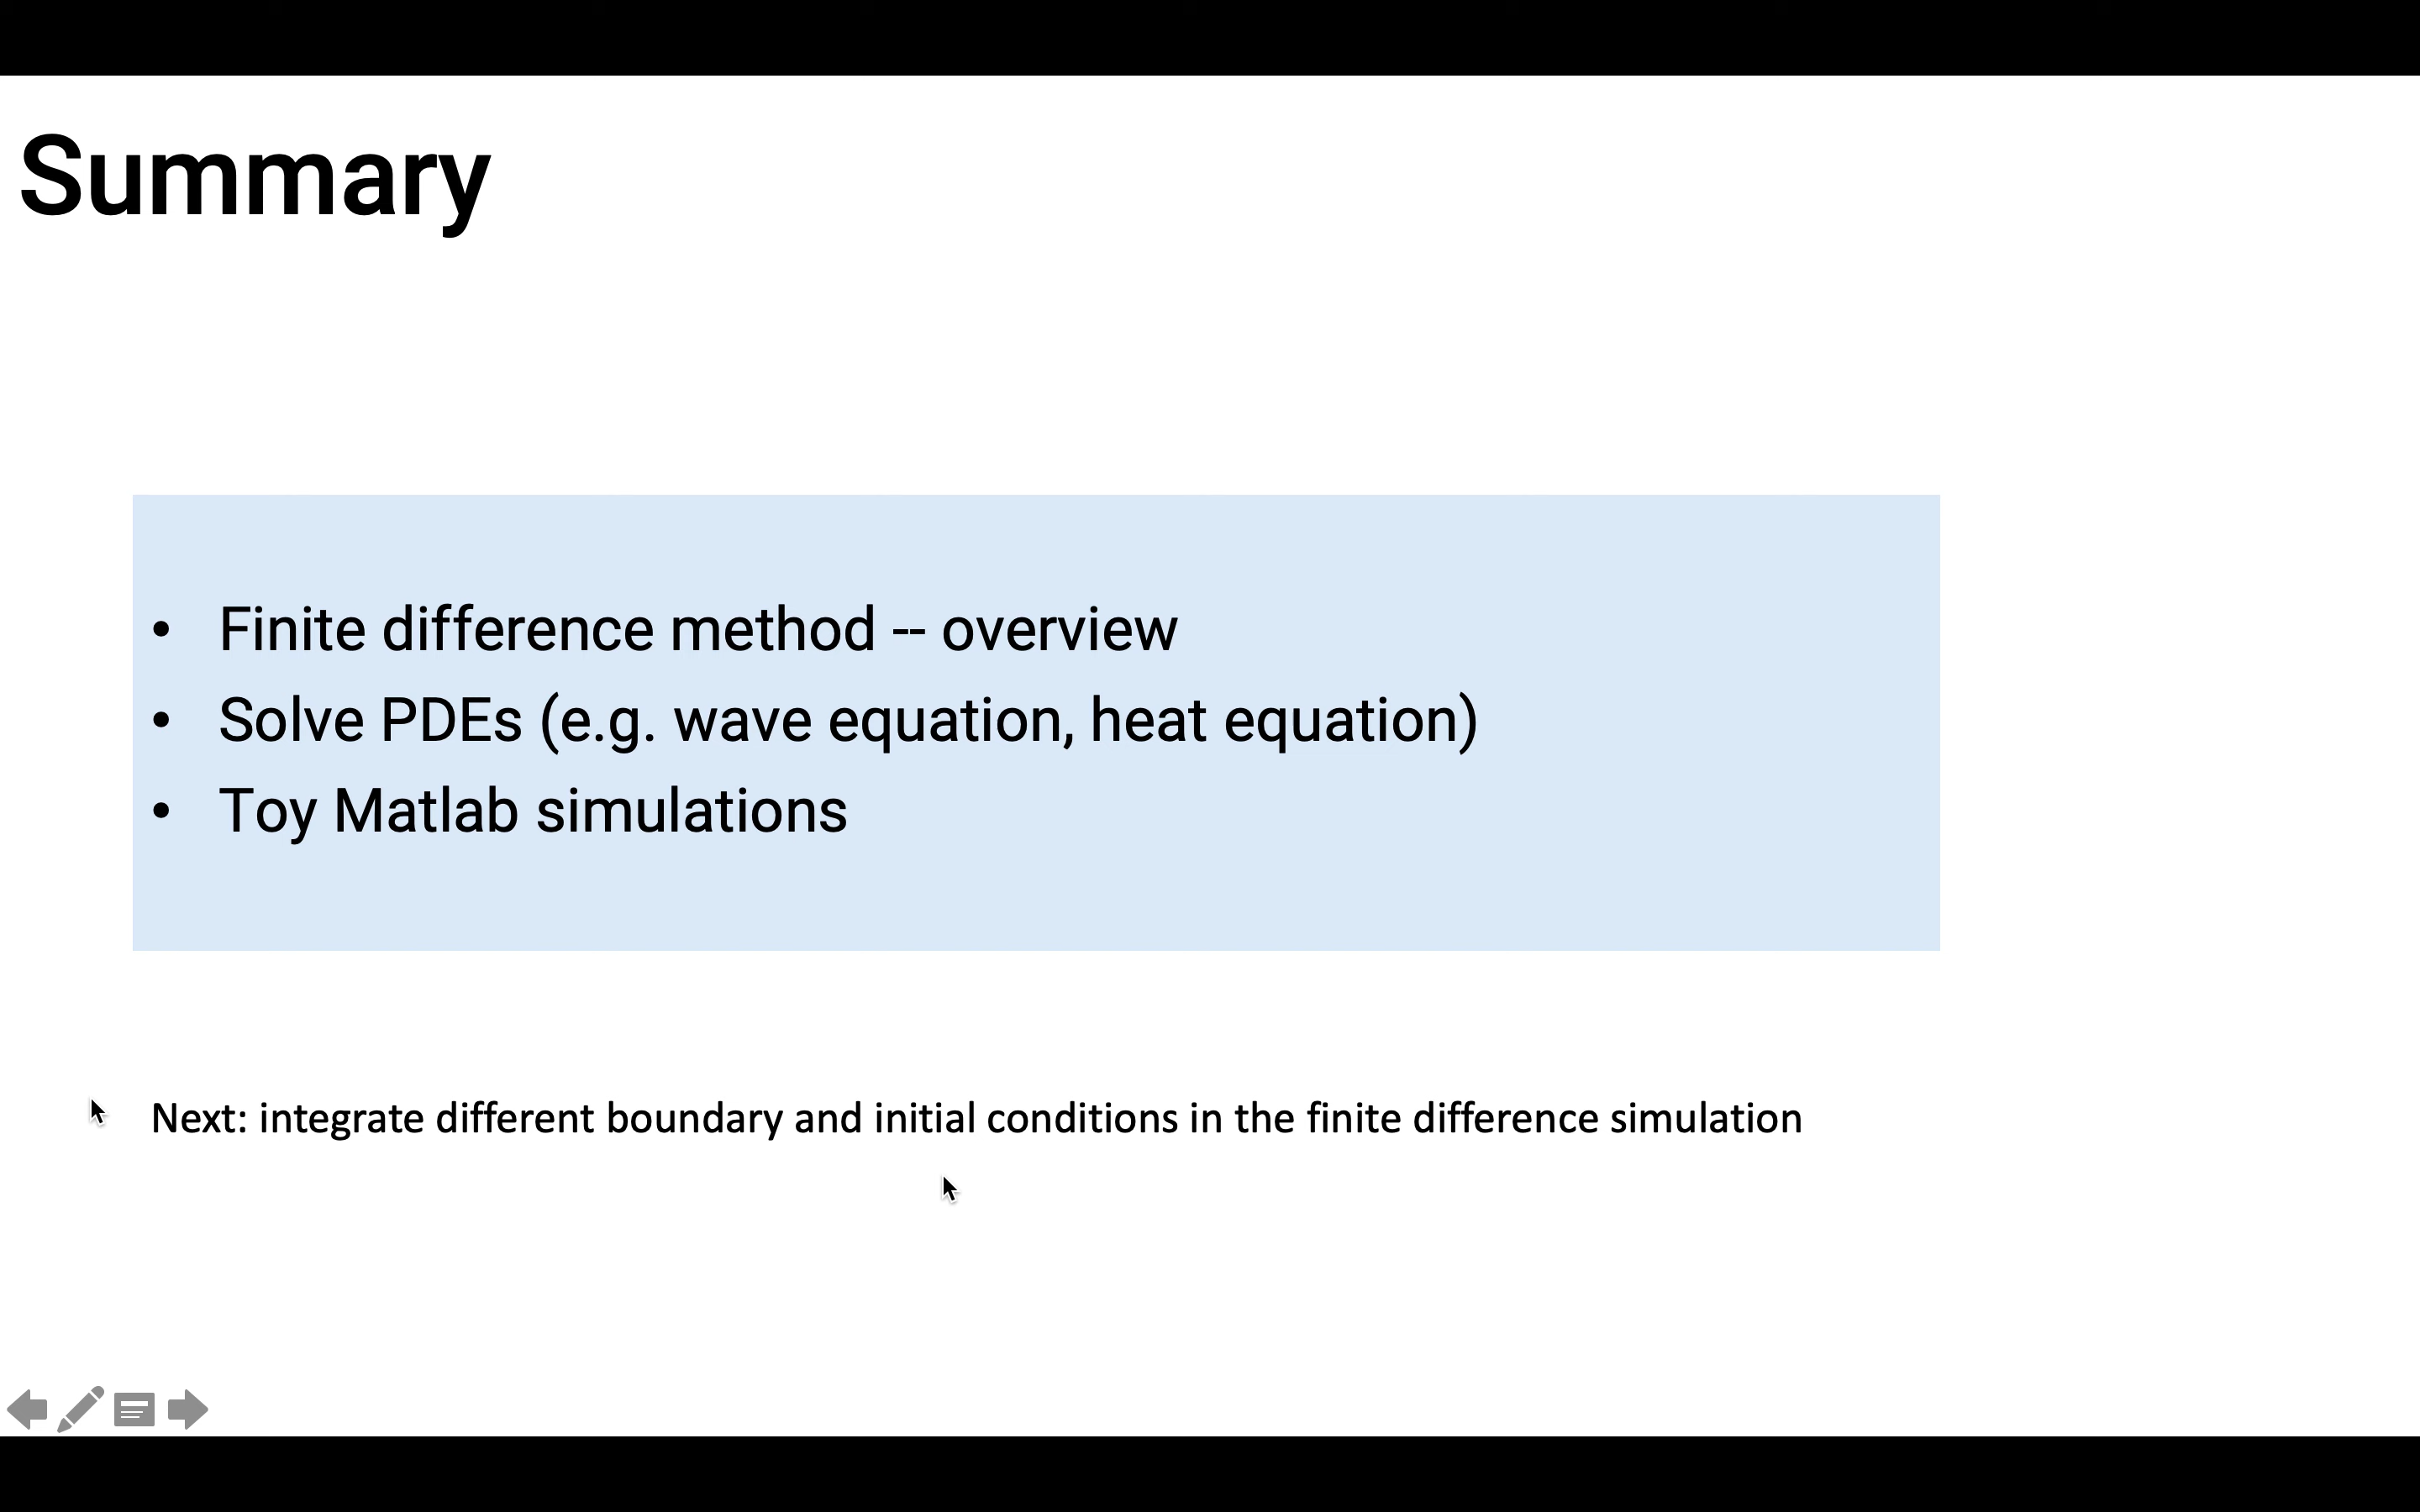 Summary
• Finite difference method -- overview
• Solve PDEs (e.g. wave equation, heat equation)
• Toy Matlab simulations
Next: integrate different boundary and initial conditions in the finite difference simulation